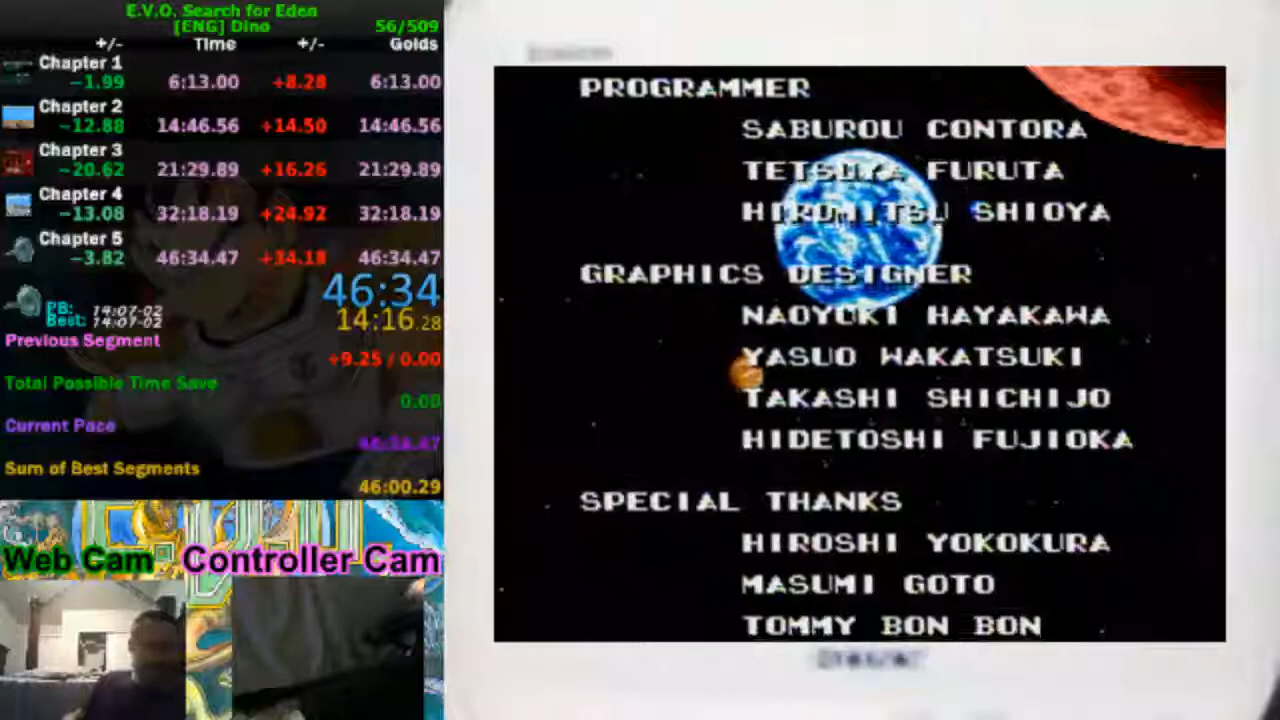 E.V.O. Search for Eden
[ENG] Dino 56/509
+/- Time +/- Golds
Chapter 1
-1.99 6:13.00 +8.28 6:13.00
Chapter 2
-12.88 14:46.56 +14.50 14:46.56
Chapter 3
-20.62 21:29.89 +16.26 21:29.89
Chapter 4
-13.08 32:18.19 +24.92 32:18.19
Chapter 5
-3.82 46:34.47 +34.18 46:34.47
46:34
PB: 14:07.02
Best: 14:07.02
14:16.28
Previous Segment
+9.25 / 0.00
Total Possible Time Save
0.00
Current Pace
46:34.47
Sum of Best Segments
46:00.29
Web Cam
Controller Cam
PROGRAMMER
SABUROU CONTORA
TETSUYA FURUTA
HIROMITSU SHIOYA
GRAPHICS DESIGNER
NAOYUKI HAYAKAWA
YASUO WAKATSUKI
TAKASHI SHICHIJO
HIDETOSHI FUJIOKA
SPECIAL THANKS
HIROSHI YOKOKURA
MASUMI GOTO
TOMMY BON BON